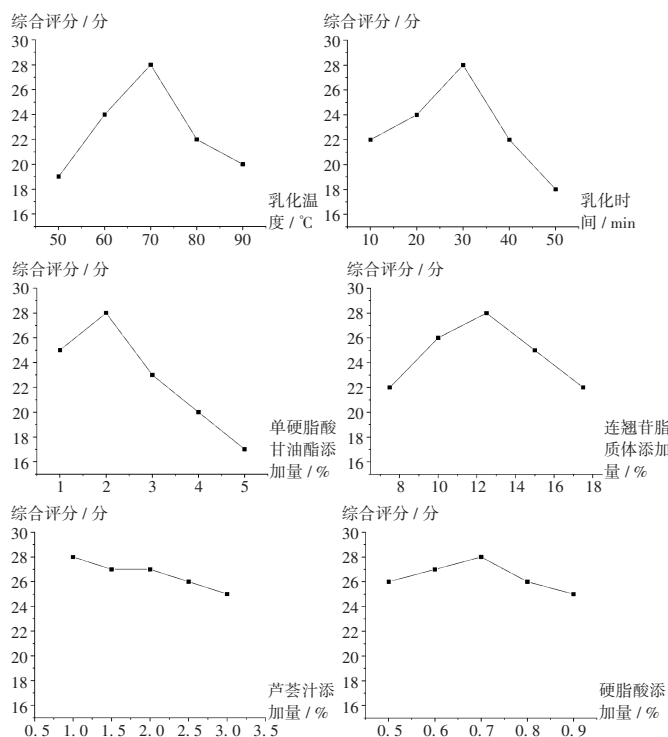 综合评分 / 分
30
28
26
24
22
20
18
16
50 60 70 80 90
乳化温
度 / ℃
综合评分 / 分
30
28
26
24
22
20
18
16
10 20 30 40 50
乳化时
间 / min
综合评分 / 分
30
28
26
24
22
20
18
16
1 2 3 4 5
单硬脂酸
甘油酯添
加量 / %
综合评分 / 分
30
28
26
24
22
20
18
16
8 10 12 14 16 18
连翘苷脂
质体添加
量 / %
综合评分 / 分
30
28
26
24
22
20
18
16
0.5 1.0 1.5 2.0 2.5 3.0 3.5
芦荟汁添
加量 / %
综合评分 / 分
30
28
26
24
22
20
18
16
0.5 0.6 0.7 0.8 0.9
硬脂酸添
加量 / %